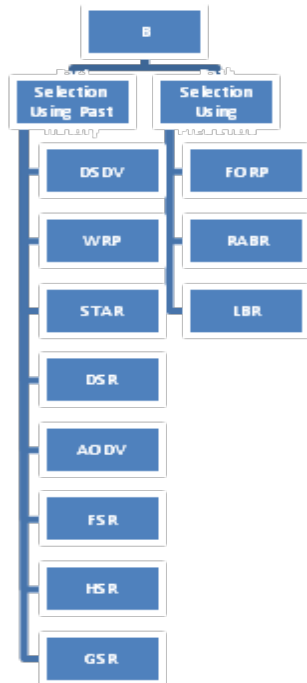 B
Selection
Using Past
Selection
Using
DSDV
FORP
WRP
RABR
STAR
LBR
DSR
AODV
FSR
HSR
GSR